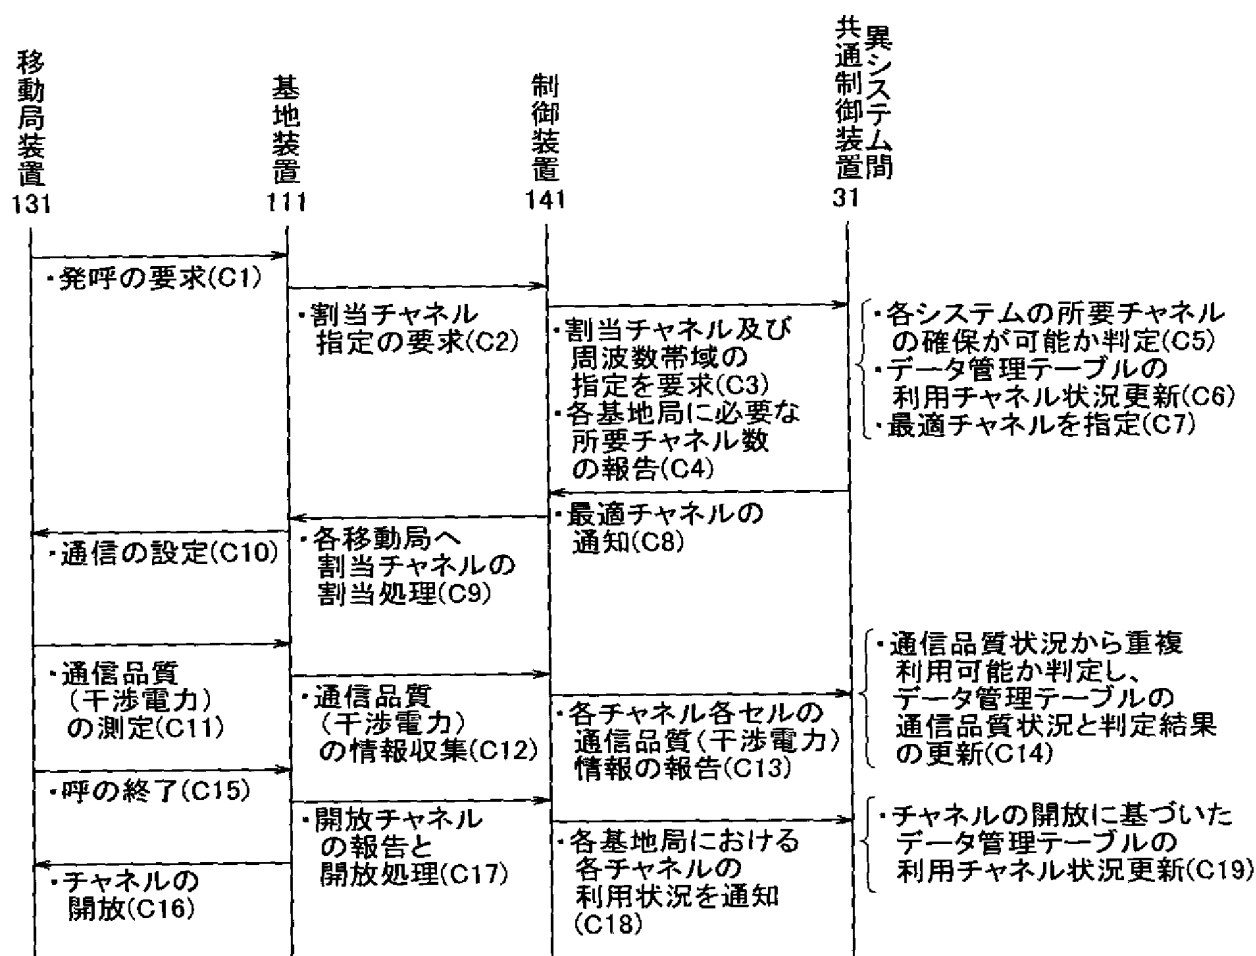 移動局装置
131
基地装置
111
制御装置
141
異システム間
共通制御装置
31
・発呼の要求(C1)
・割当チャネル
指定の要求(C2)
・割当チャネル及び
周波数帯域の
指定を要求(C3)
・各基地局に必要な
所要チャネル数
の報告(C4)
・各システムの所要チャネル
の確保が可能か判定(C5)
・データ管理テーブルの
利用チャネル状況更新(C6)
・最適チャネルを指定(C7)
・最適チャネルの
通知(C8)
・各移動局へ
割当チャネルの
割当処理(C9)
・通信の設定(C10)
・通信品質
(干渉電力)
の測定(C11)
・通信品質
(干渉電力)
の情報収集(C12)
・各チャネル各セルの
通信品質(干渉電力)
情報の報告(C13)
・通信品質状況から重複
利用可能か判定し、
データ管理テーブルの
通信品質状況と判定結果
の更新(C14)
・呼の終了(C15)
・チャネルの
開放(C16)
・開放チャネル
の報告と
開放処理(C17)
・各基地局における
各チャネルの
利用状況を通知
(C18)
・チャネルの開放に基づいた
データ管理テーブルの
利用チャネル状況更新(C19)